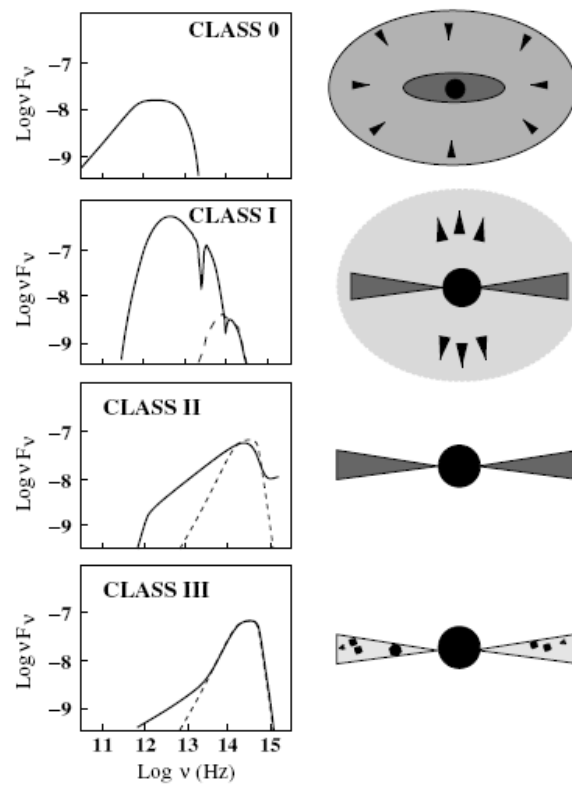 CLASS 0
Log νFν
−7
−8
−9
CLASS I
Log νFν
−7
−8
−9
CLASS II
Log νFν
−7
−8
−9
CLASS III
Log νFν
−7
−8
−9
11 12 13 14 15
Log ν (Hz)